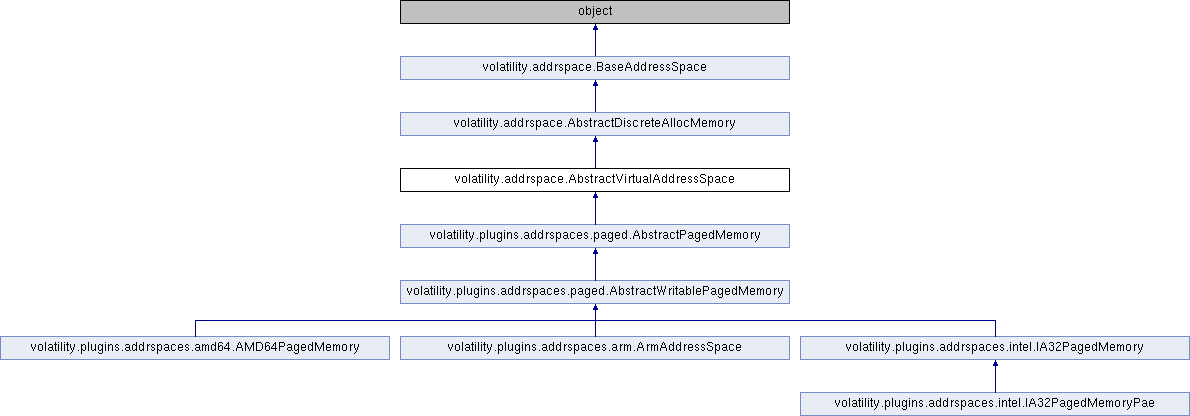 object
volatility.addrspace.BaseAddressSpace
volatility.addrspace.AbstractDiscreteAllocMemory
volatility.addrspace.AbstractVirtualAddressSpace
volatility.plugins.addrspaces.paged.AbstractPagedMemory
volatility.plugins.addrspaces.paged.AbstractWritablePagedMemory
volatility.plugins.addrspaces.amd64.AMD64PagedMemory
volatility.plugins.addrspaces.arm.ArmAddressSpace
volatility.plugins.addrspaces.intel.IA32PagedMemory
volatility.plugins.addrspaces.intel.IA32PagedMemoryPae